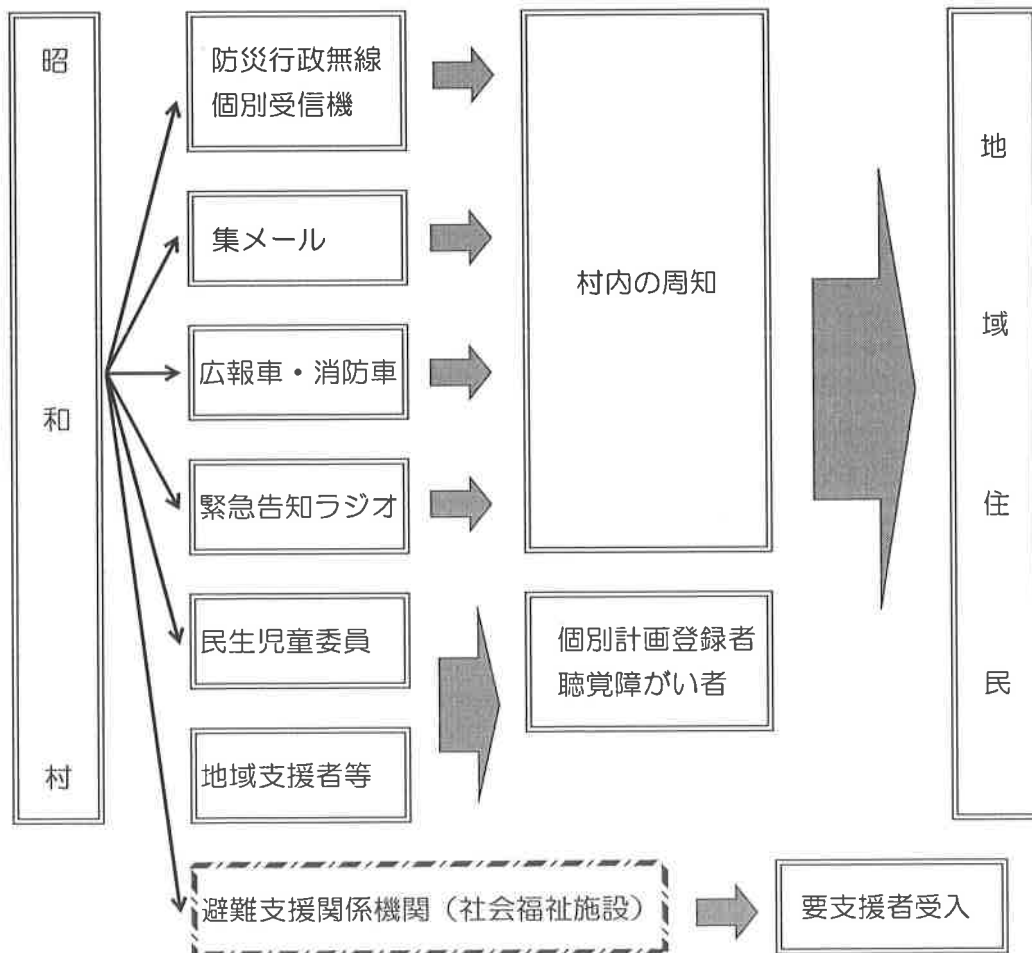 昭和村
防災行政無線
個別受信機
集メール
広報車・消防車
緊急告知ラジオ
民生児童委員
地域支援者等
避難支援関係機関（社会福祉施設）
村内の周知
個別計画登録者
聴覚障がい者
要支援者受入
地域住民